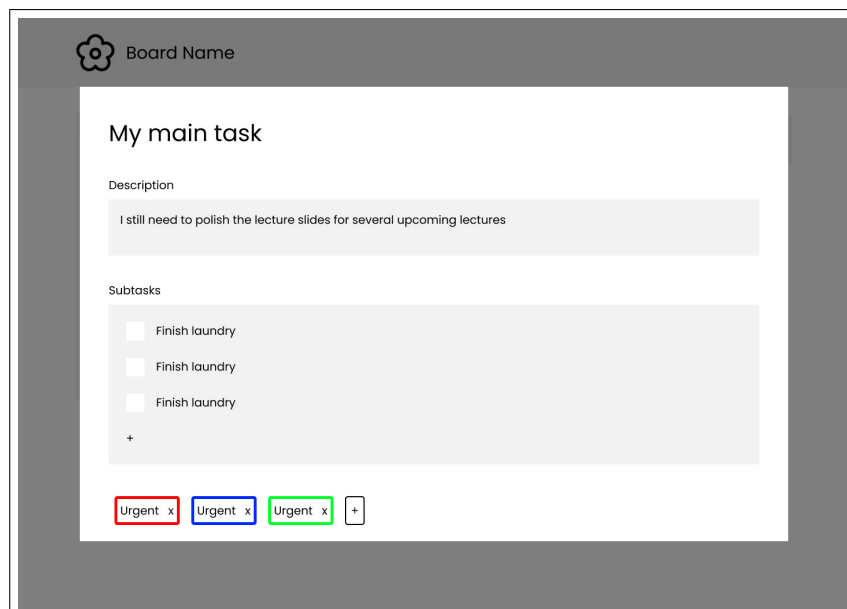 Board Name
My main task
Description
I still need to polish the lecture slides for several upcoming lectures
Subtasks
Finish laundry
Finish laundry
Finish laundry
+
Urgent x Urgent x Urgent x +